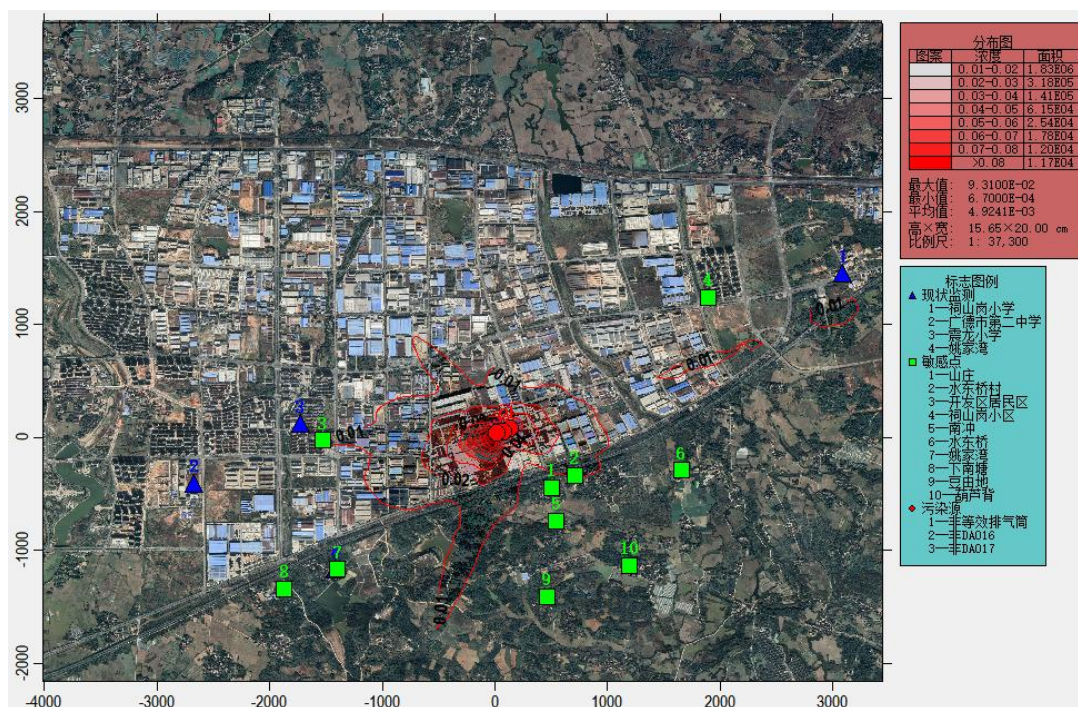 分布图
图案 浓度 面积
0.01-0.02 1.83E06
0.02-0.03 3.18E05
0.03-0.04 1.41E05
0.04-0.05 6.15E04
0.05-0.06 2.54E04
0.06-0.07 1.78E04
0.07-0.08 1.20E04
>0.08 1.17E04
最大值: 9.3100E-02
最小值: 6.7000E-04
平均值: 4.9241E-03
高×宽: 15.65×20.00 cm
比例尺: 1: 37,300
标志图例
现状监测
1—祠山岗小学
2—广德市第二中学
3—震龙小学
4—姚家湾
敏感点
1—山庄
2—水东桥村
3—开发区居民区
4—祠山岗小区
5—南冲
6—水东桥
7—姚家湾
8—下南塘
9—豆田地
10—葫芦背
污染源
1—非等效排气筒
2—非DA016
3—非DA017
3000
2000
1000
0
-1000
-2000
-4000 -3000 -2000 -1000 0 1000 2000 3000
1
4
0.01
0.01
3
3
0.01
0.02
2
1
2
6
5
7
8
10
9
0.01